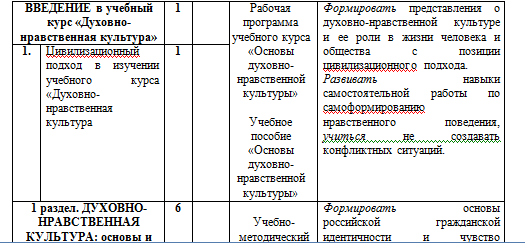 ВВЕДЕНИЕ в учебный
курс «Духовно-
нравственная культура»
1
Рабочая
программа
учебного курса
«Основы
духовно-
нравственной
культуры»
Учебное
пособие
«Основы
духовно-
нравственной
культуры»
Формировать представления о
духовно-нравственной культуре
и ее роли в жизни человека и
общества с позиции
цивилизационного подхода.
Развивать навыки
самостоятельной работы по
самоформированию
нравственного поведения,
учиться не создавать
конфликтных ситуаций.
1. Цивилизационный
подход в изучении
учебного курса
«Духовно-
нравственная
культура
1
1 раздел. ДУХОВНО-
НРАВСТВЕННАЯ
КУЛЬТУРА: основы и
6
Учебно-
методический
Формировать основы
российской гражданской
идентичности и чувство